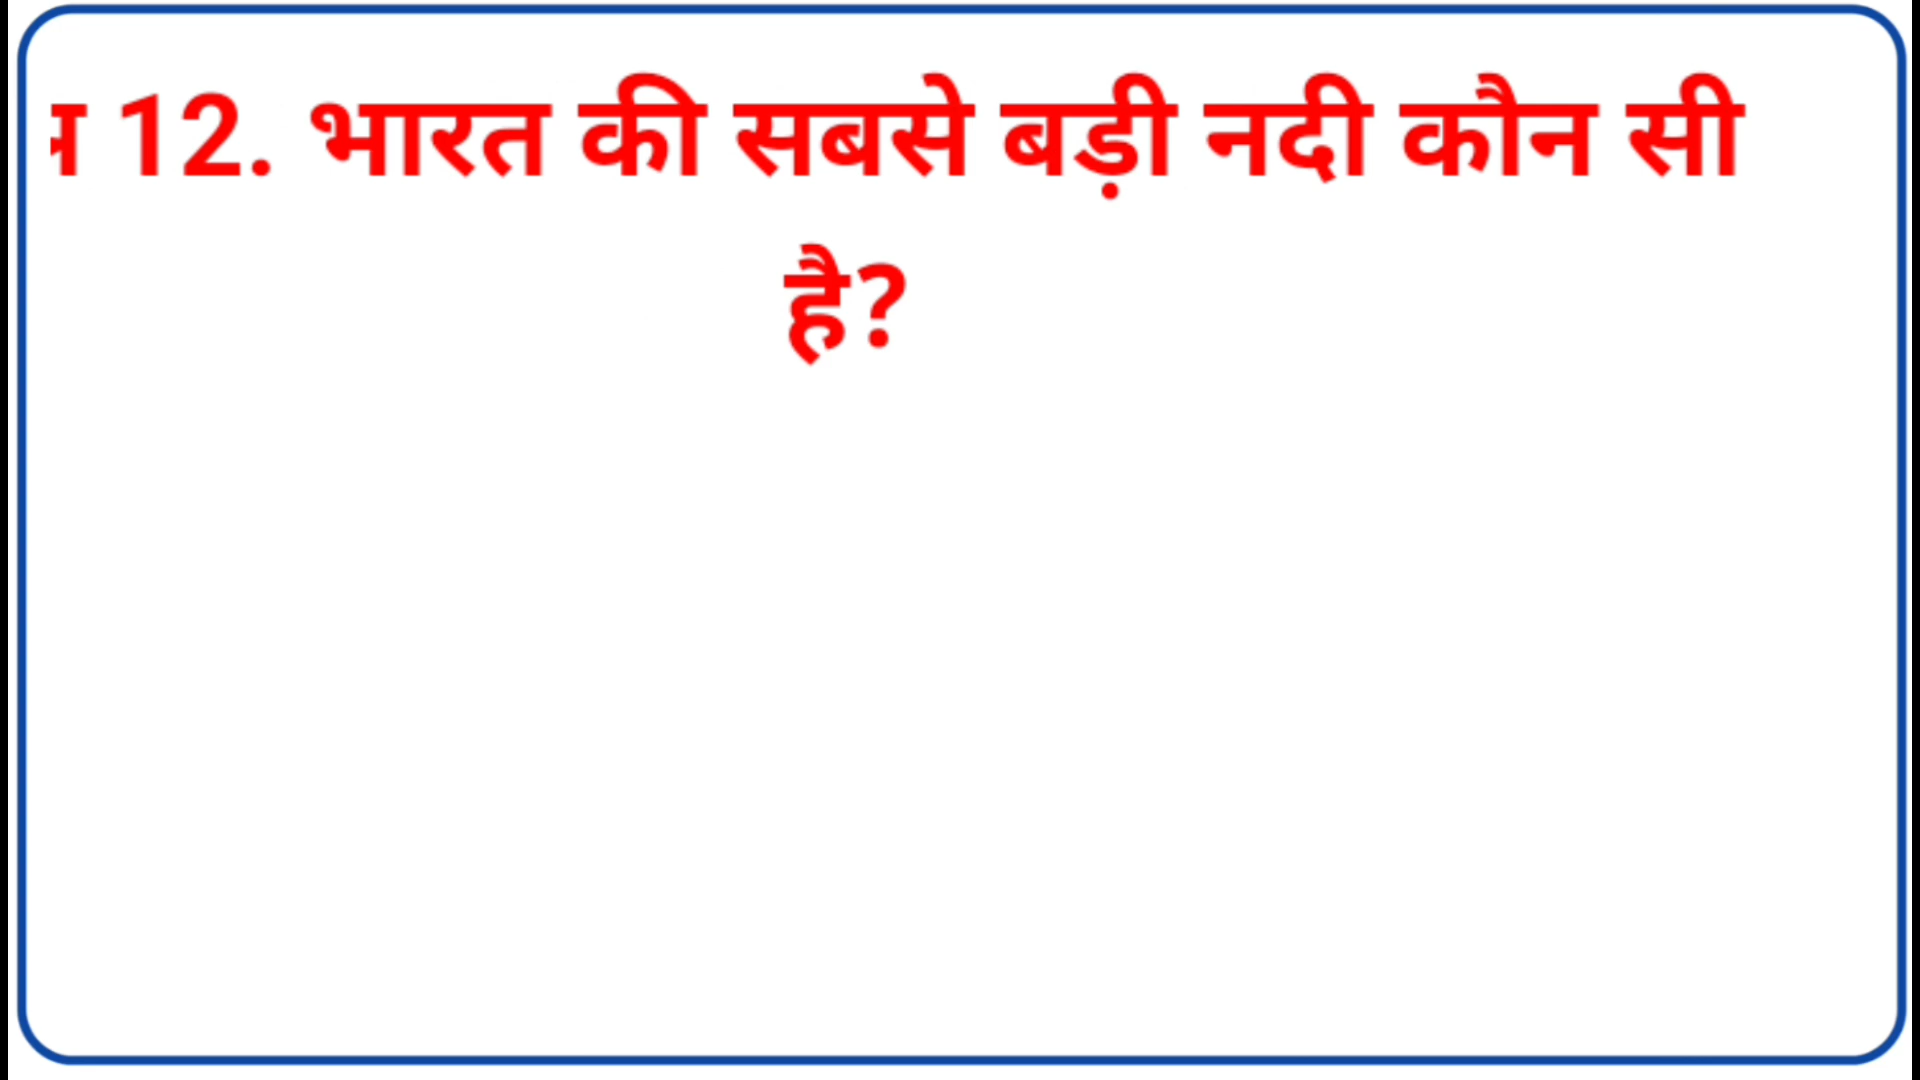 12. भारत की सबसे बड़ी नदी कौन सी
है?